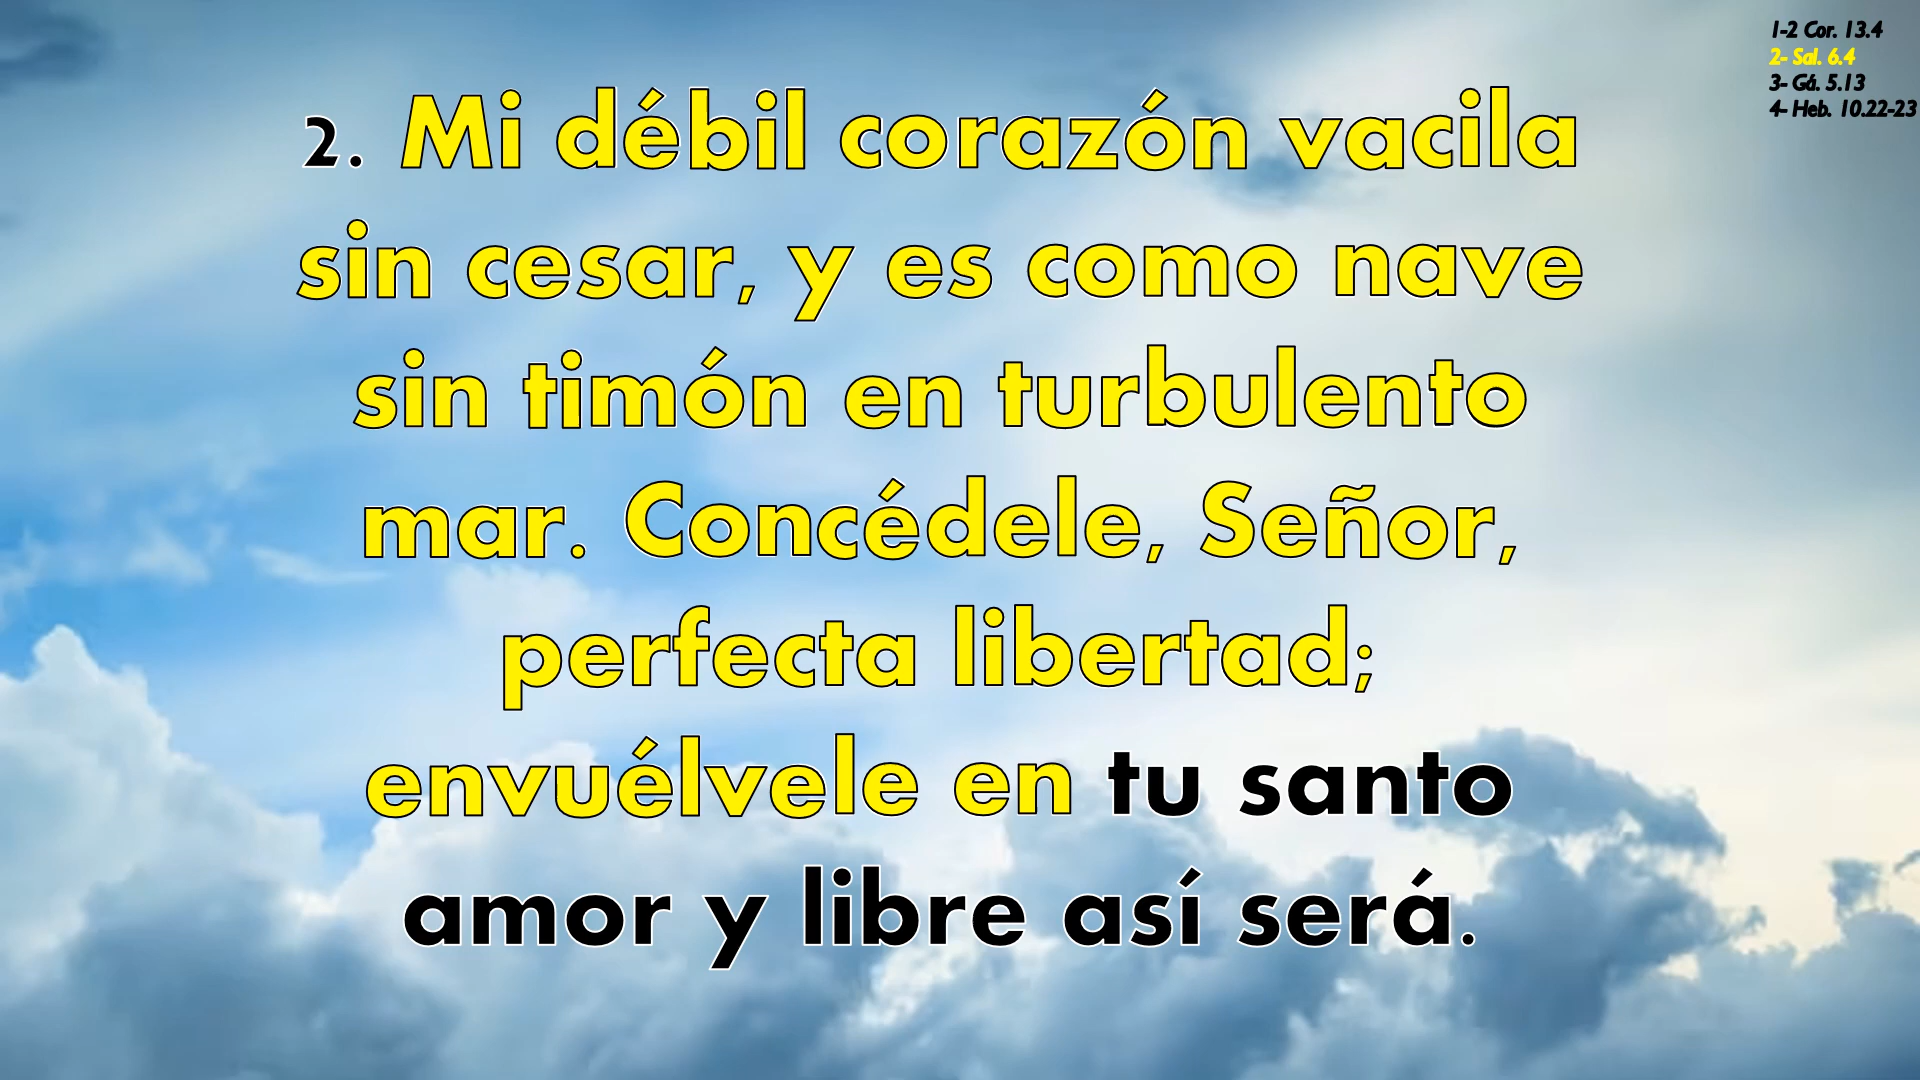 1-2 Cor. 13.4
2- Sal. 6.4
3- Gá. 5.13
4- Heb. 10.22-23
2. Mi débil corazón vacila
sin cesar, y es como nave
sin timón en turbulento
mar. Concédele, Señor,
perfecta libertad;
envuélvele en tu santo
amor y libre así será.